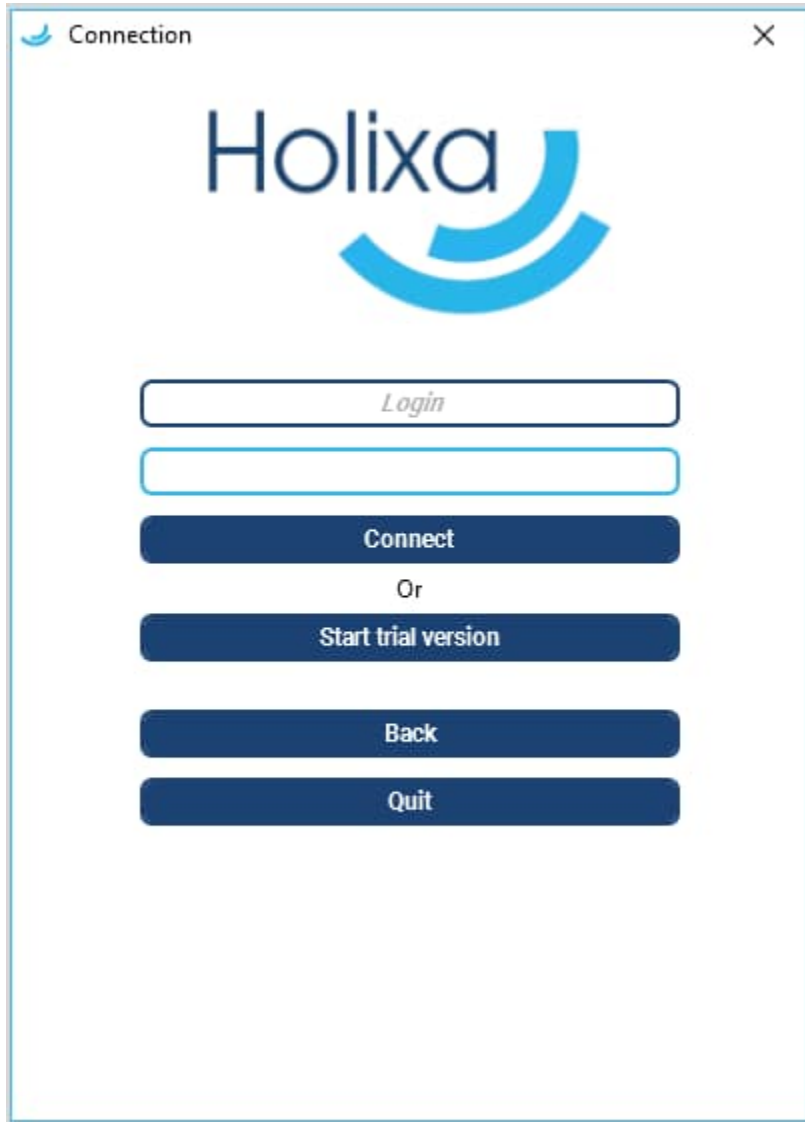 Connection
Holixa
Login
Connect
Or
Start trial version
Back
Quit